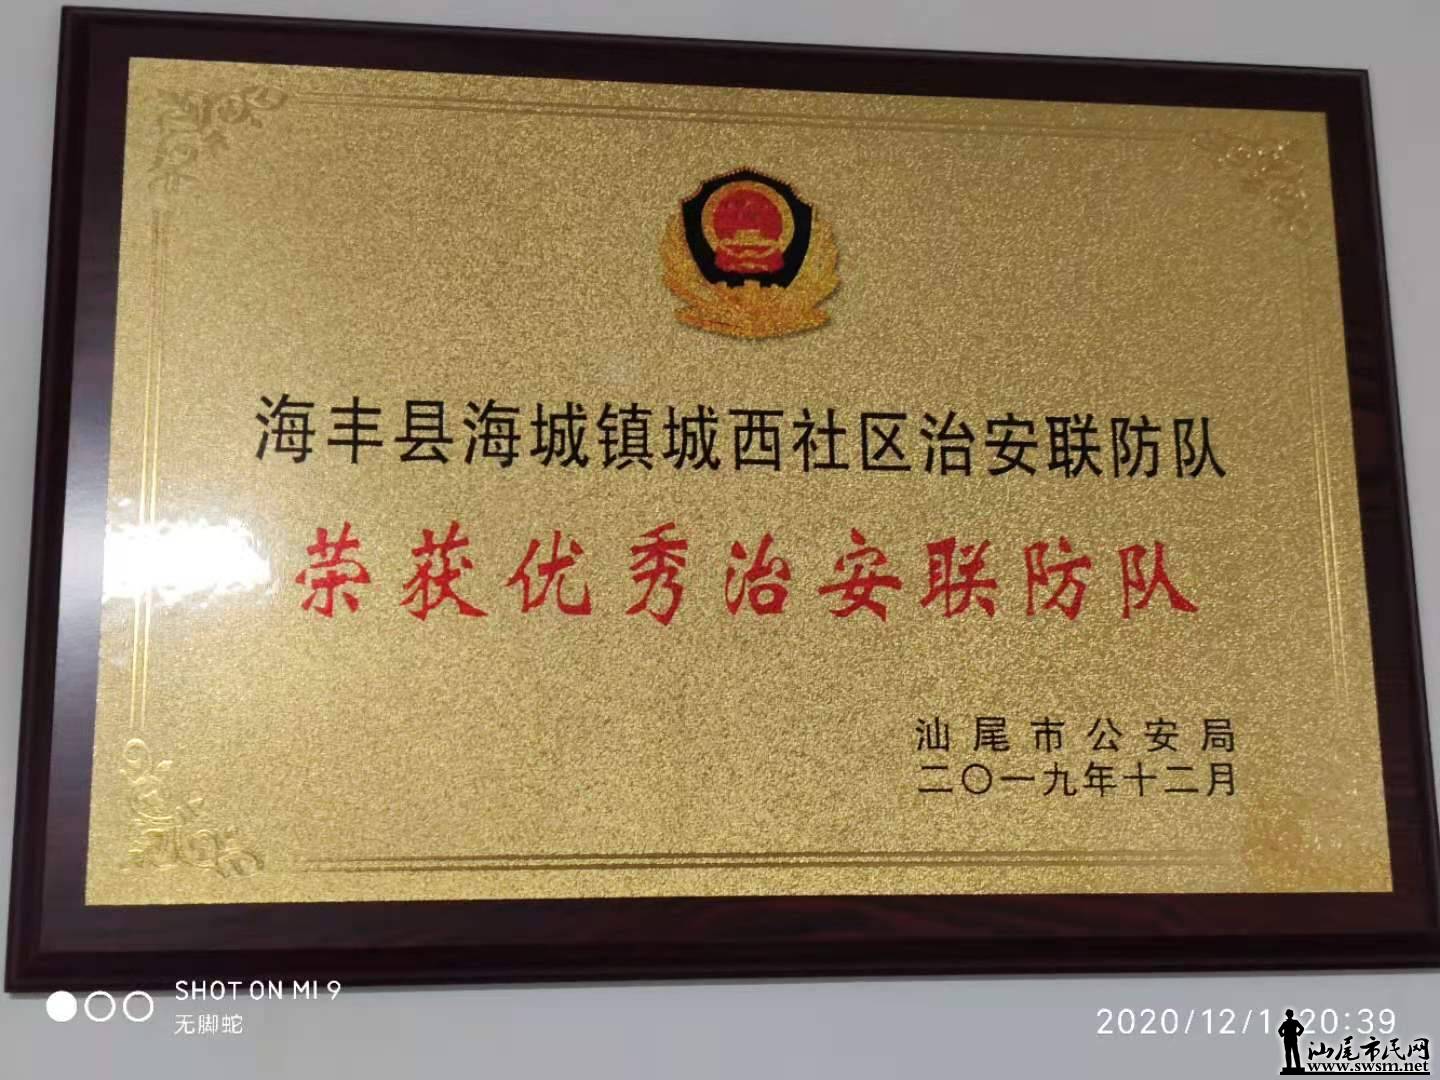 海丰县海城镇城西社区治安联防队
荣获优秀治安联防队
汕尾市公安局
二〇一九年十二月
SHOT ON MI 9
无脚蛇
2020/12/1 20:39
汕尾市民网
www.swsm.net